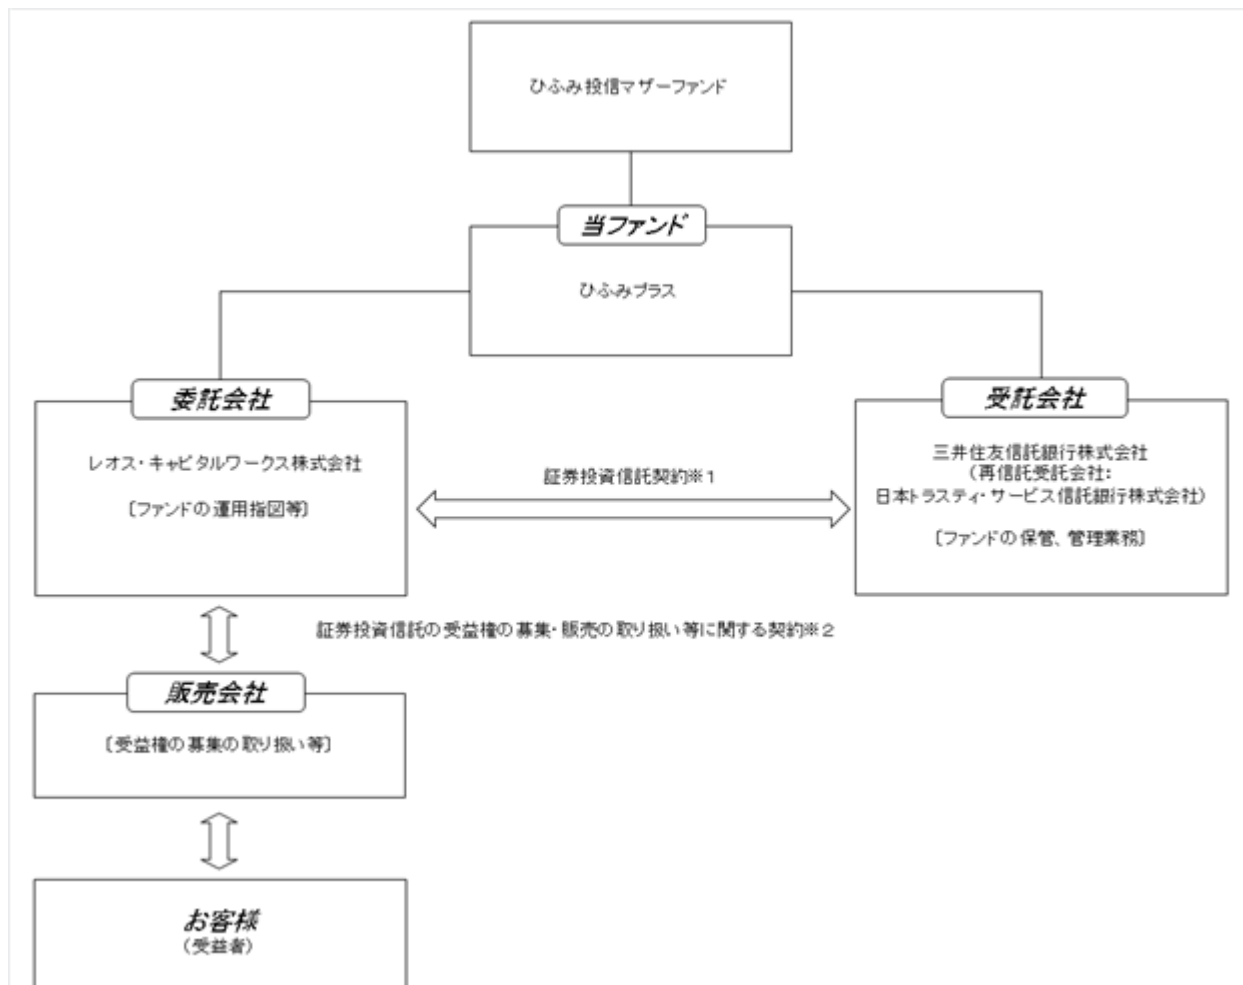 ひふみ投信マザーファンド
当ファンド
ひふみプラス
委託会社
レオス・キャピタルワークス株式会社
〔ファンドの運用指図等〕
証券投資信託契約※1
受託会社
三井住友信託銀行株式会社
(再信託受託会社:
日本トラスティ・サービス信託銀行株式会社)
〔ファンドの保管、管理業務〕
証券投資信託の受益権の募集・販売の取り扱い等に関する契約※2
販売会社
〔受益権の募集の取り扱い等〕
お客様
(受益者)